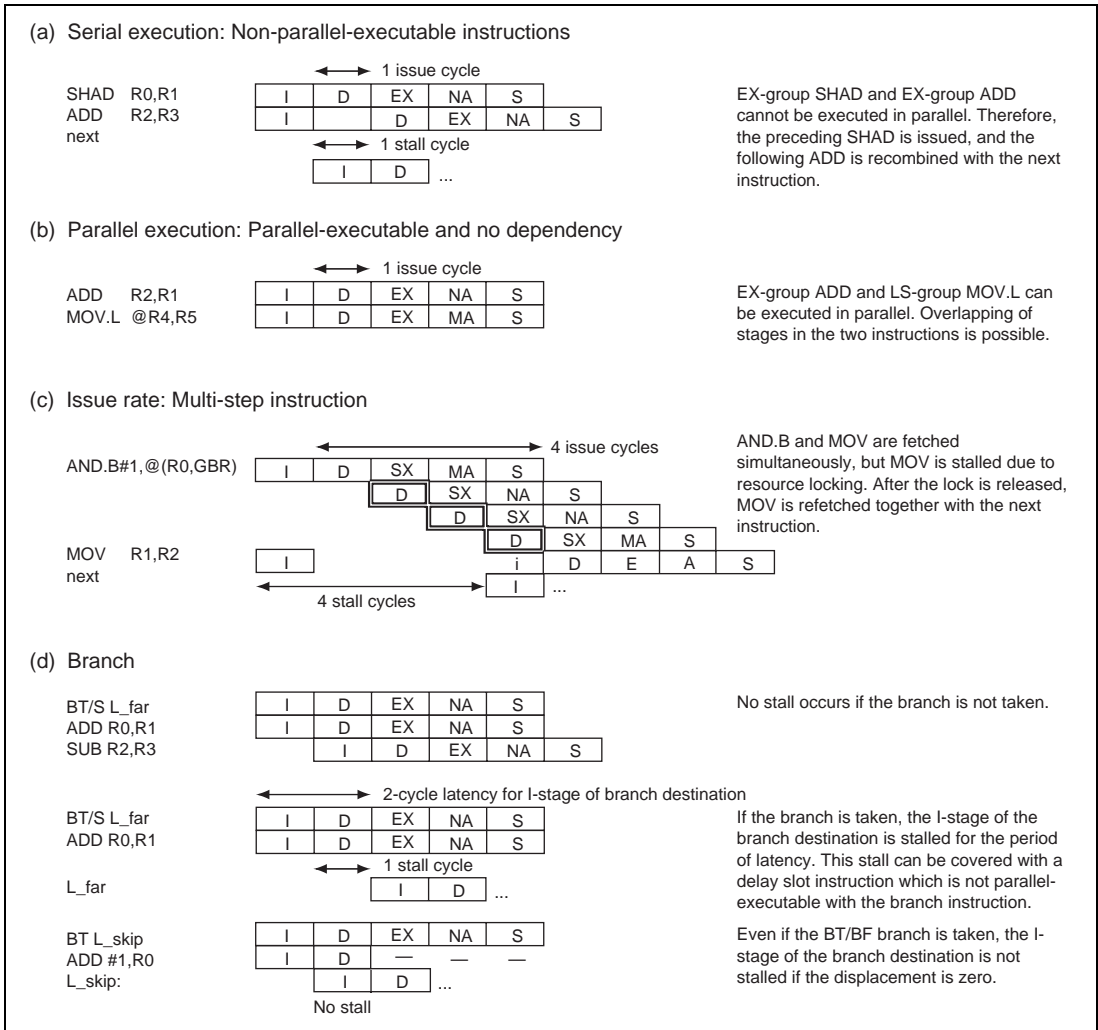 (a) Serial execution: Non-parallel-executable instructions
1 issue cycle
SHAD R0,R1 I D EX NA S
ADD R2,R3 I D EX NA S
next
1 stall cycle
I D ...
EX-group SHAD and EX-group ADD
cannot be executed in parallel. Therefore,
the preceding SHAD is issued, and the
following ADD is recombined with the next
instruction.
(b) Parallel execution: Parallel-executable and no dependency
1 issue cycle
ADD R2,R1 I D EX NA S
MOV.L @R4,R5 I D EX MA S
EX-group ADD and LS-group MOV.L can
be executed in parallel. Overlapping of
stages in the two instructions is possible.
(c) Issue rate: Multi-step instruction
4 issue cycles
AND.B#1,@(R0,GBR) I D SX MA S
D SX NA S
D SX NA S
D SX MA S
MOV R1,R2 I i D E A S
next I ...
4 stall cycles
AND.B and MOV are fetched
simultaneously, but MOV is stalled due to
resource locking. After the lock is released,
MOV is refetched together with the next
instruction.
(d) Branch
BT/S L_far I D EX NA S
ADD R0,R1 I D EX NA S
SUB R2,R3 I D EX NA S
No stall occurs if the branch is not taken.
2-cycle latency for I-stage of branch destination
BT/S L_far I D EX NA S
ADD R0,R1 I D EX NA S
1 stall cycle
L_far I D ...
If the branch is taken, the I-stage of the
branch destination is stalled for the period
of latency. This stall can be covered with a
delay slot instruction which is not parallel-
executable with the branch instruction.
BT L_skip I D EX NA S
ADD #1,R0 I D — — —
L_skip: I D ...
No stall
Even if the BT/BF branch is taken, the I-
stage of the branch destination is not
stalled if the displacement is zero.